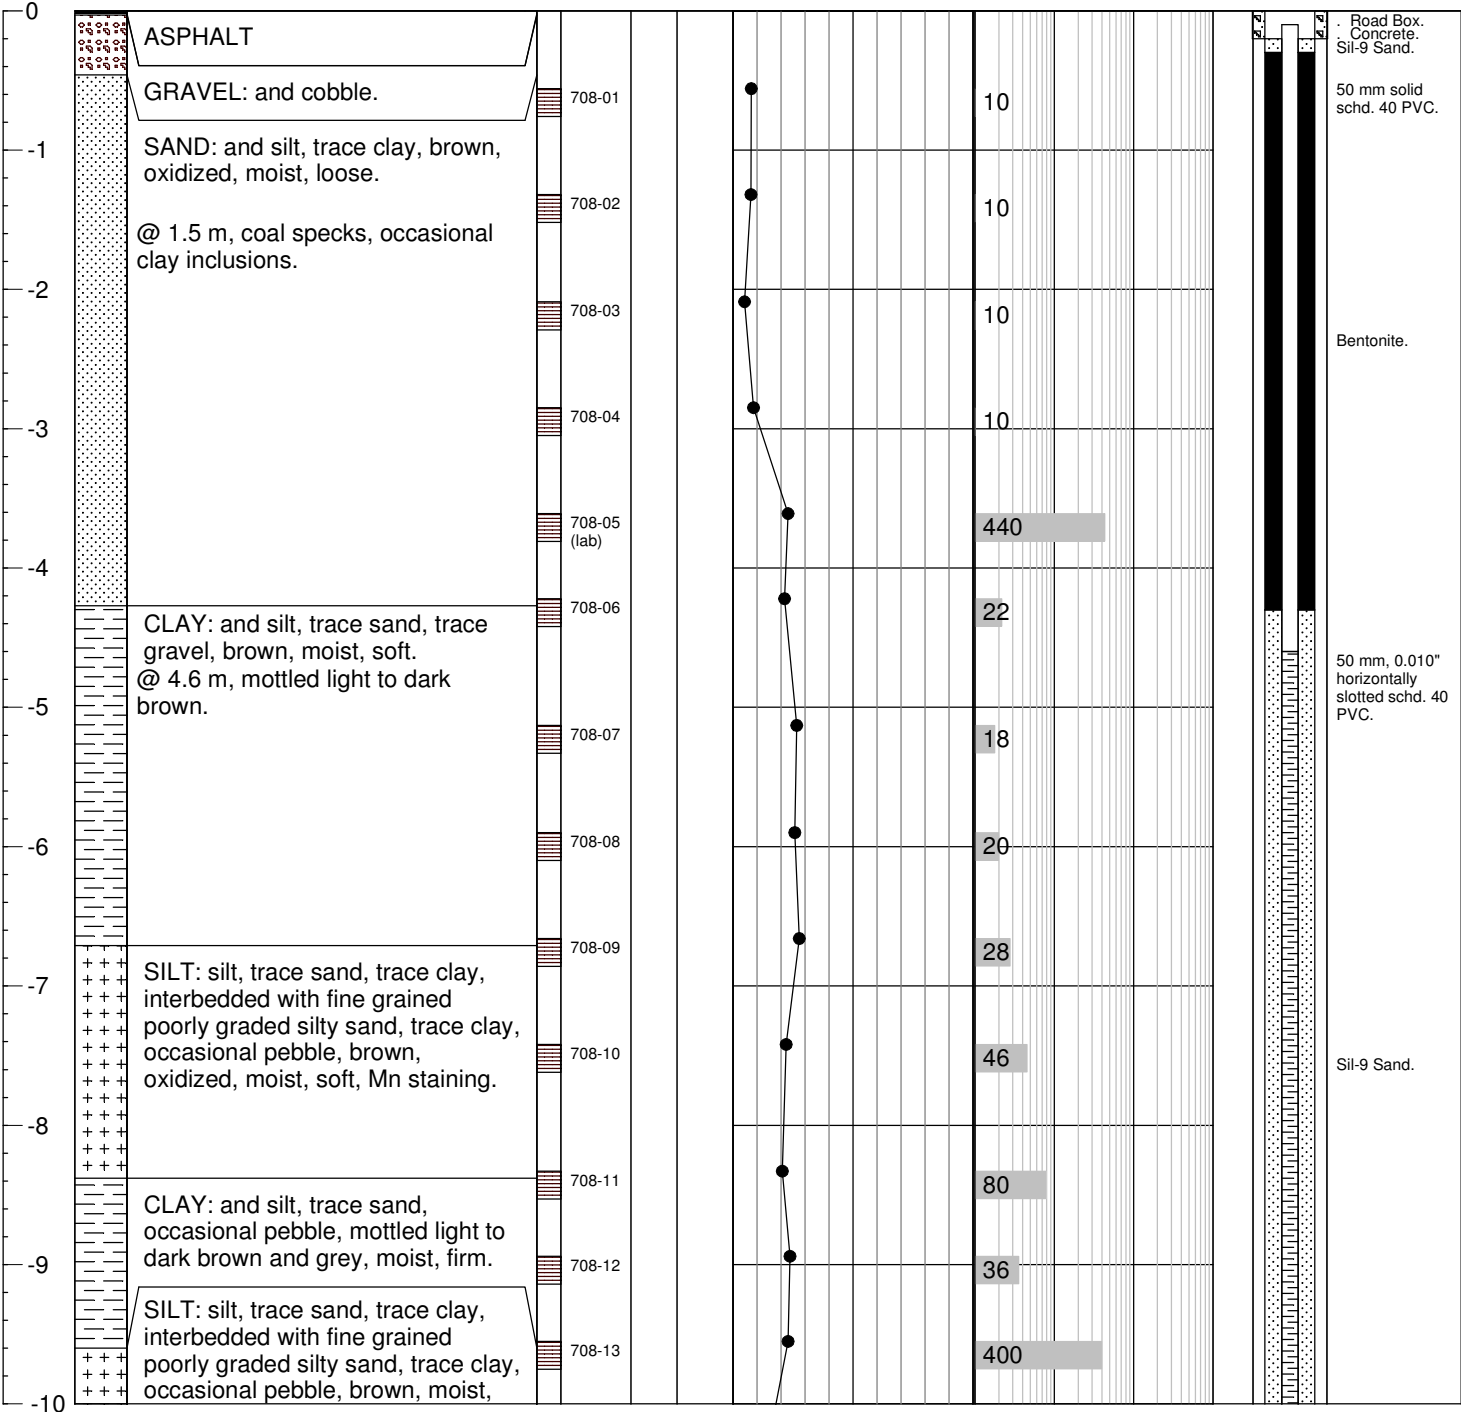 0
-1
-2
-3
-4
-5
-6
-7
-8
-9
-10
ASPHALT
GRAVEL: and cobble.
SAND: and silt, trace clay, brown,
oxidized, moist, loose.
@ 1.5 m, coal specks, occasional
clay inclusions.
CLAY: and silt, trace sand, trace
gravel, brown, moist, soft.
@ 4.6 m, mottled light to dark
brown.
SILT: silt, trace sand, trace clay,
interbedded with fine grained
poorly graded silty sand, trace clay,
occasional pebble, brown,
oxidized, moist, soft, Mn staining.
CLAY: and silt, trace sand,
occasional pebble, mottled light to
dark brown and grey, moist, firm.
SILT: silt, trace sand, trace clay,
interbedded with fine grained
poorly graded silty sand, trace clay,
occasional pebble, brown, moist,
708-01
708-02
708-03
708-04
708-05
(lab)
708-06
708-07
708-08
708-09
708-10
708-11
708-12
708-13
10
10
10
10
440
22
18
20
28
46
80
36
400
. Road Box.
. Concrete.
Sil-9 Sand.
50 mm solid
schd. 40 PVC.
Bentonite.
50 mm, 0.010"
horizontally
slotted schd. 40
PVC.
Sil-9 Sand.